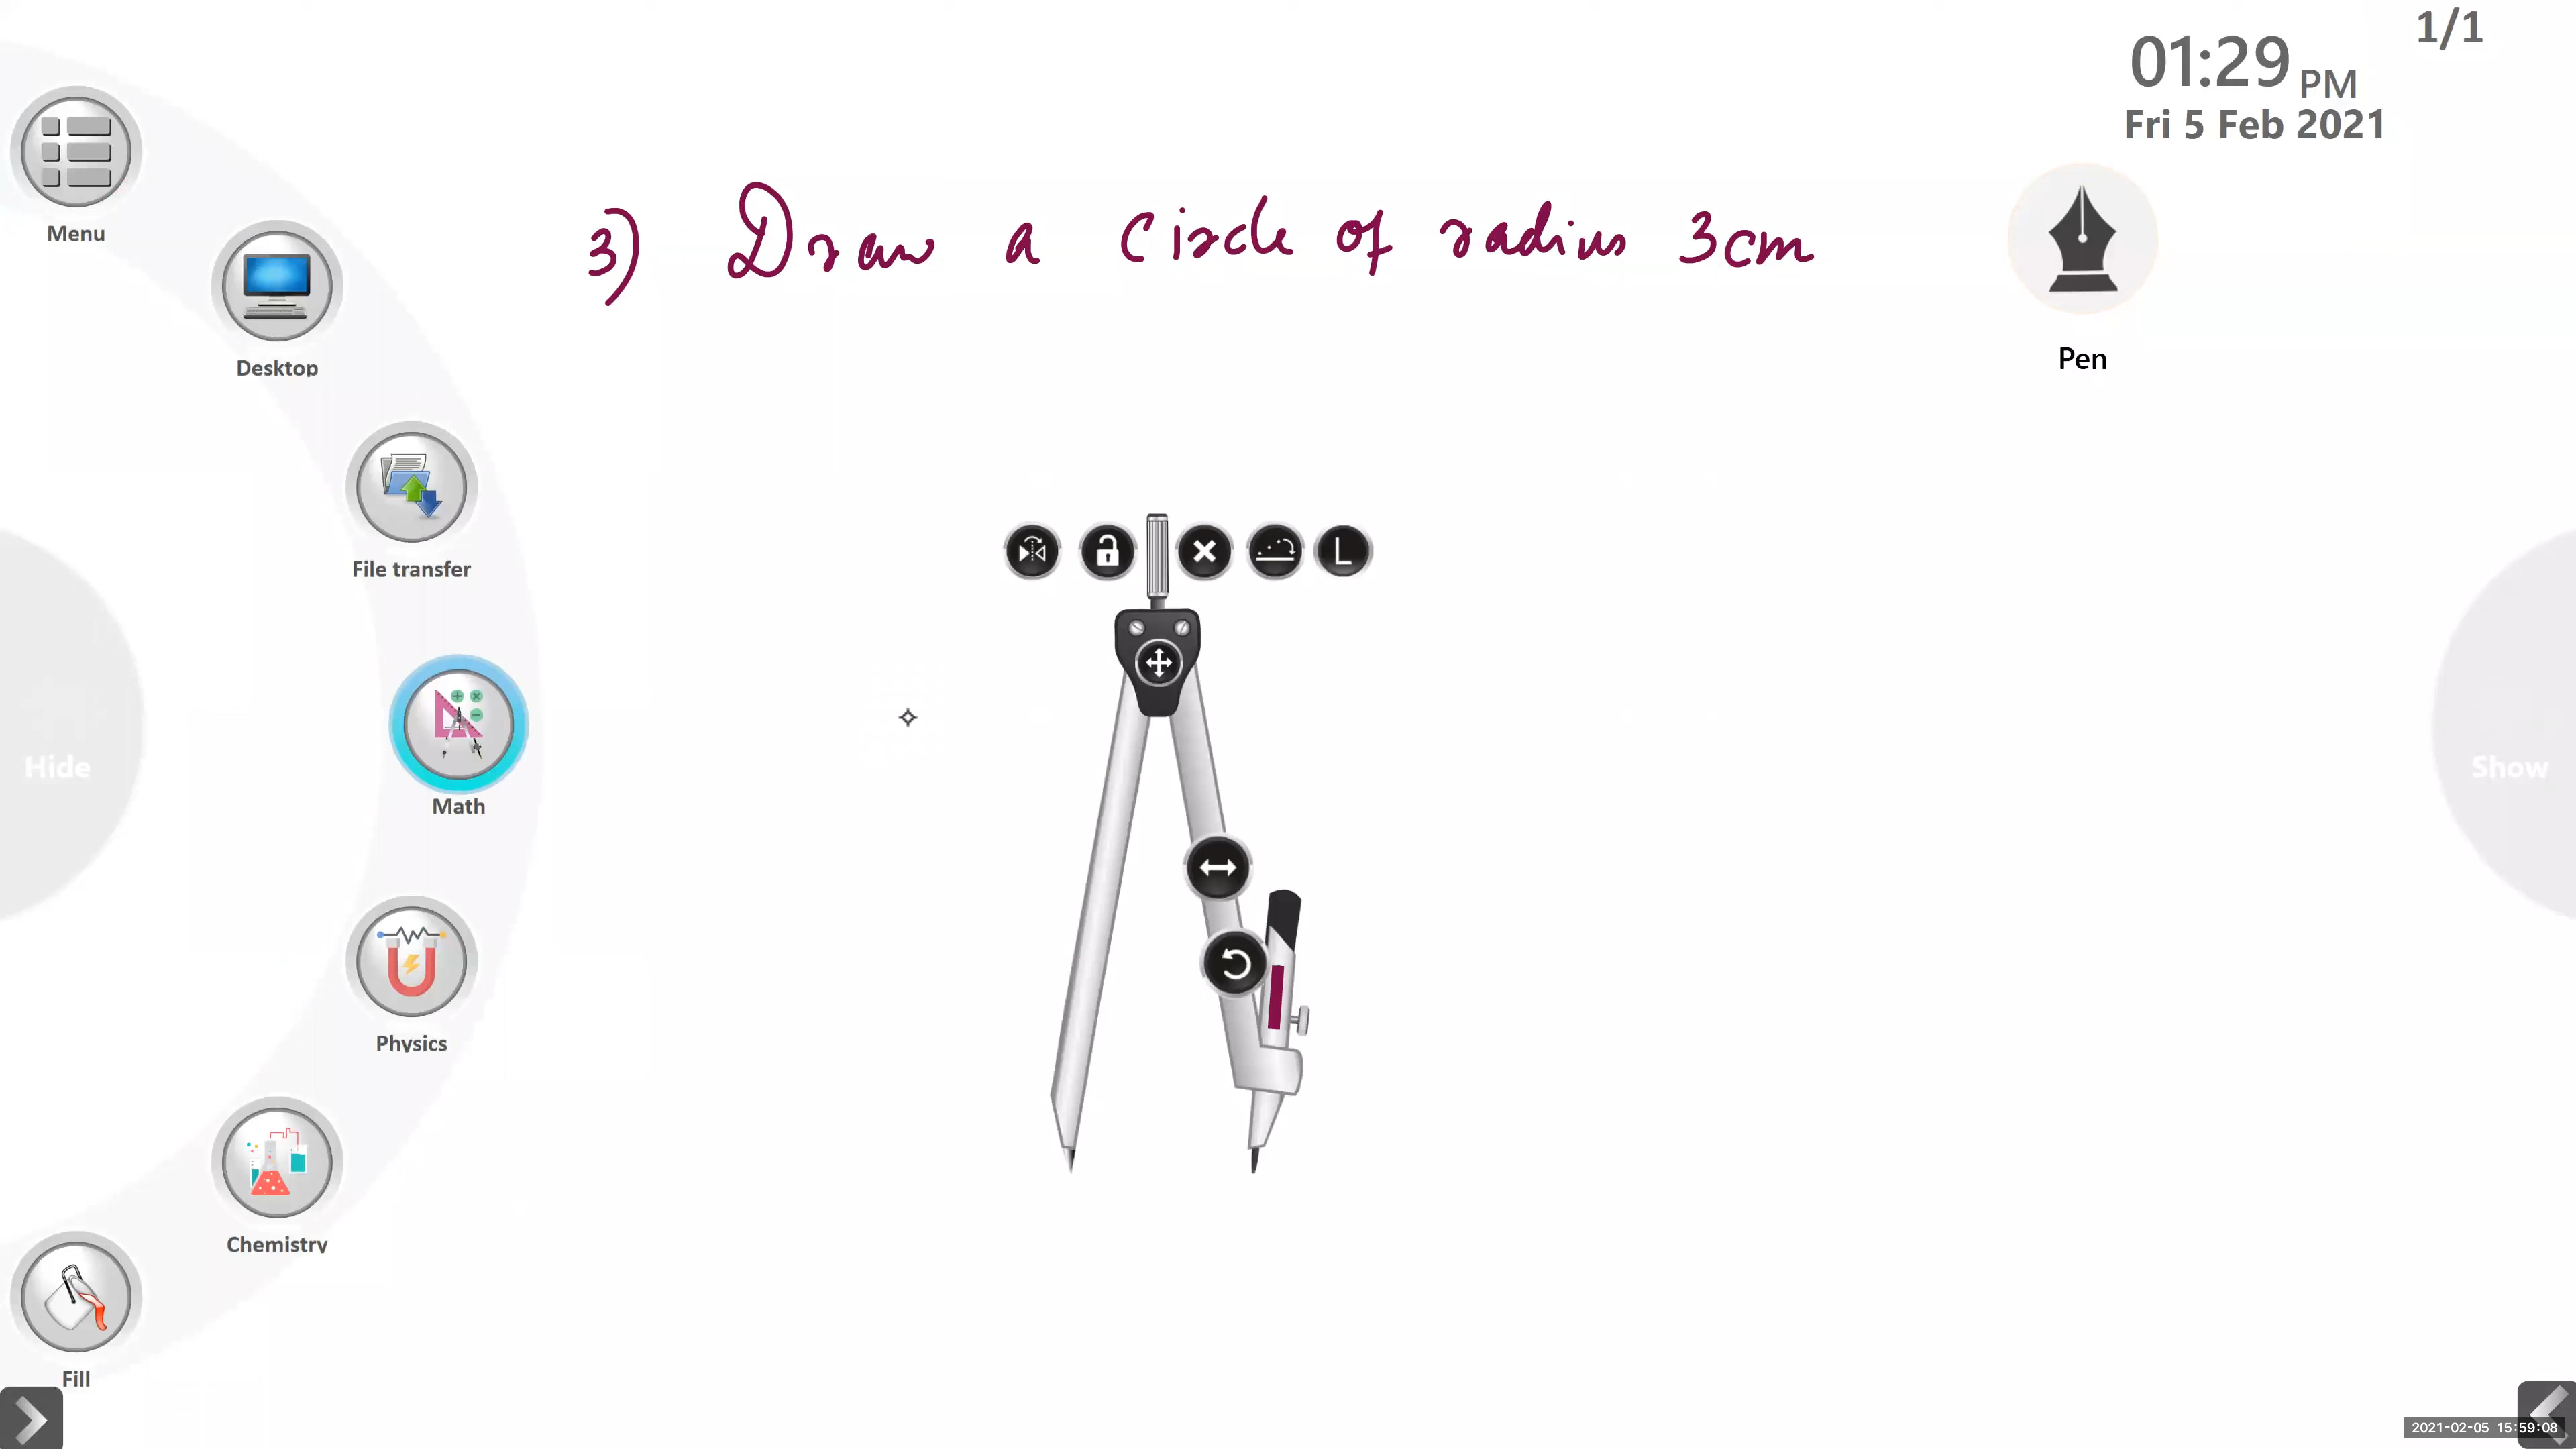 1/1
01:29 PM
Fri 5 Feb 2021
Menu
3) Draw a circle of radius 3cm
Desktop
Pen
File transfer
L
Hide
Show
Math
Physics
Chemistry
Fill
2021-02-05 15:59:08